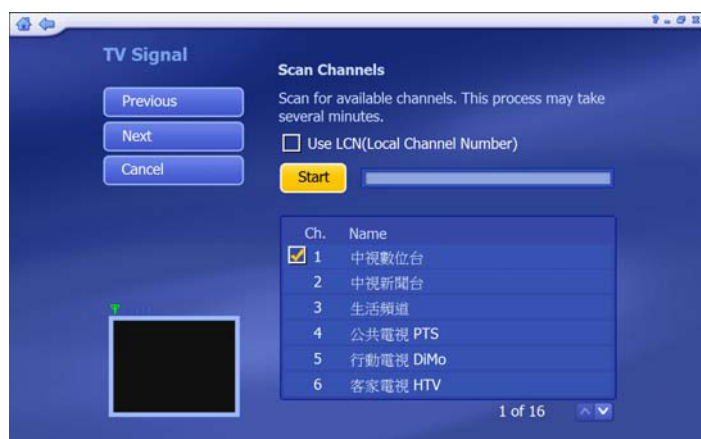 TV Signal
Previous
Next
Cancel
Scan Channels
Scan for available channels. This process may take
several minutes.
Use LCN(Local Channel Number)
Start
Ch. Name
1 中視數位台
2 中視新聞台
3 生活頻道
4 公共電視 PTS
5 行動電視 DiMo
6 客家電視 HTV
1 of 16